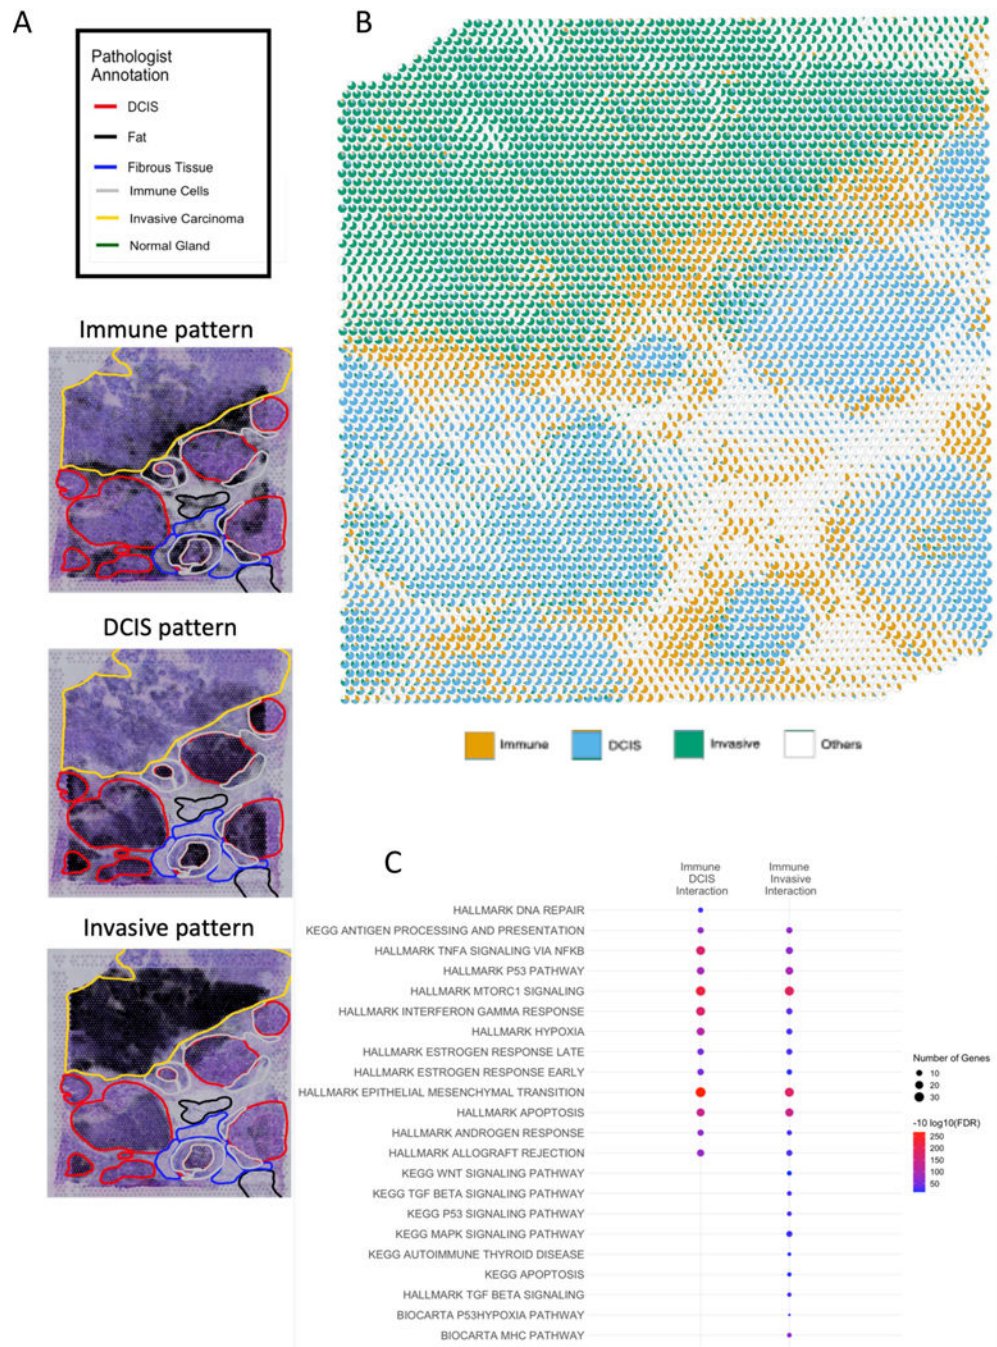 A
Pathologist
Annotation
DCIS
Fat
Fibrous Tissue
Immune Cells
Invasive Carcinoma
Normal Gland
Immune pattern
DCIS pattern
Invasive pattern
B
Immune
DCIS
Invasive
Others
C
Immune
DCIS
Interaction
Immune
Invasive
Interaction
HALLMARK DNA REPAIR
KEGG ANTIGEN PROCESSING AND PRESENTATION
HALLMARK TNFA SIGNALING VIA NFKB
HALLMARK P53 PATHWAY
HALLMARK MTORC1 SIGNALING
HALLMARK INTERFERON GAMMA RESPONSE
HALLMARK HYPOXIA
HALLMARK ESTROGEN RESPONSE LATE
HALLMARK ESTROGEN RESPONSE EARLY
HALLMARK EPITHELIAL MESENCHYMAL TRANSITION
HALLMARK APOPTOSIS
HALLMARK ANDROGEN RESPONSE
HALLMARK ALLOGRAFT REJECTION
KEGG WNT SIGNALING PATHWAY
KEGG TGF BETA SIGNALING PATHWAY
KEGG P53 SIGNALING PATHWAY
KEGG MAPK SIGNALING PATHWAY
KEGG AUTOIMMUNE THYROID DISEASE
KEGG APOPTOSIS
HALLMARK TGF BETA SIGNALING
BIOCARTA P53HYPOXIA PATHWAY
BIOCARTA MHC PATHWAY
Number of Genes
10
20
30
-10 log10(FDR)
250
200
150
100
50